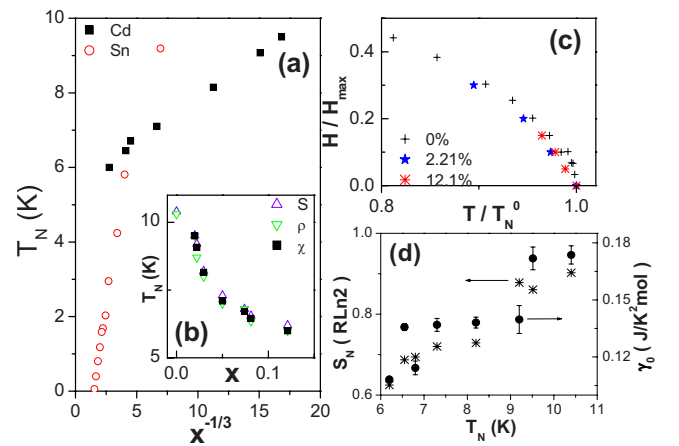 (a)
Cd
Sn
T_N (K)
10
8
6
4
2
0
0 5 10 15 20
x^{-1/3}
(b)
S
ρ
χ
T_N (K)
10
5
0.0 0.1
x
(c)
H / H_max
0.4
0.2
0.0
0%
2.21%
12.1%
0.8 1.0
T / T_N^0
(d)
S_N (RLn2)
1.0
0.8
0.6
γ_0 ( J/K²mol)
0.18
0.15
0.12
6 7 8 9 10 11
T_N (K)